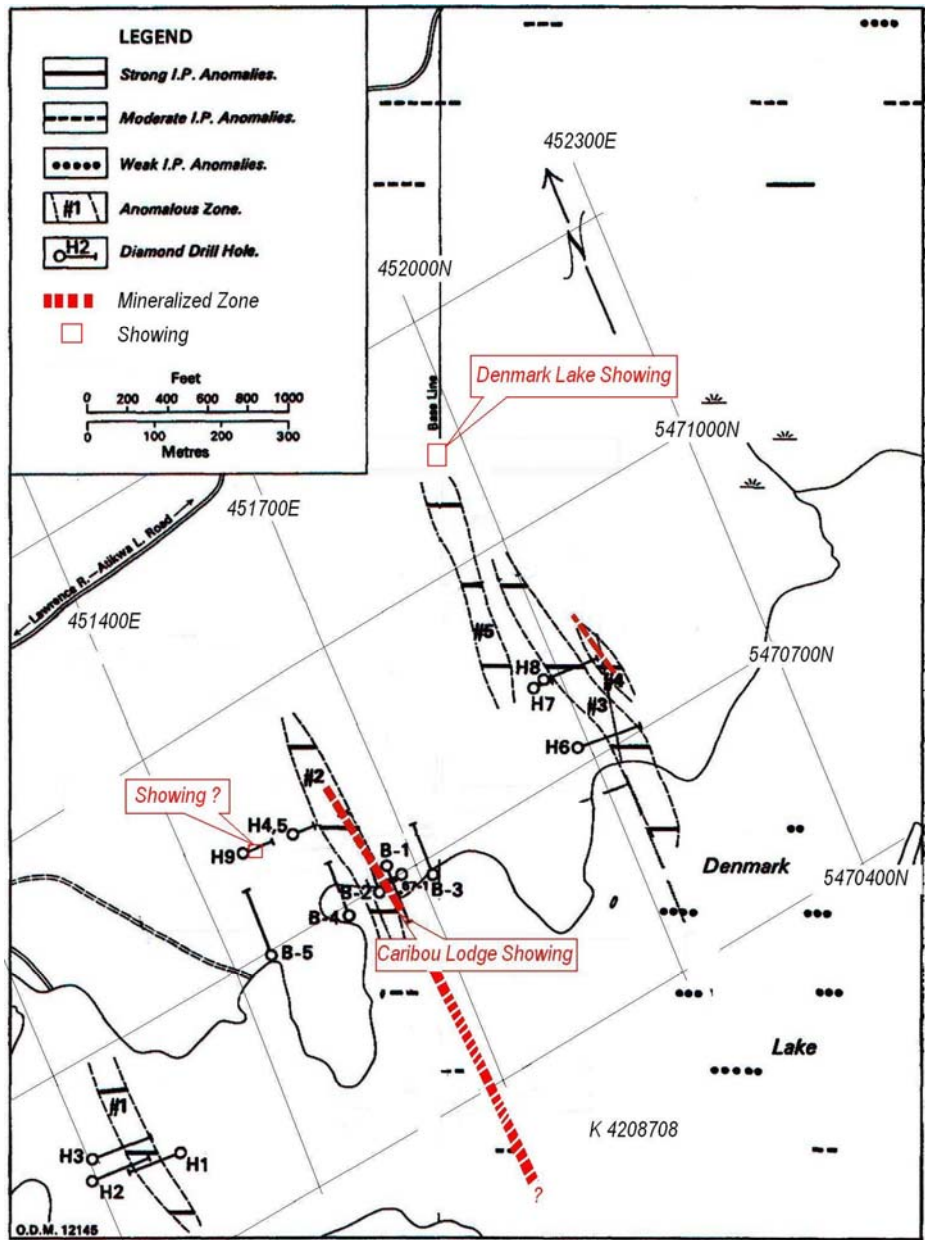 LEGEND
Strong I.P. Anomalies.
Moderate I.P. Anomalies.
Weak I.P. Anomalies.
#1 Anomalous Zone.
H2 Diamond Drill Hole.
Mineralized Zone
Showing
Feet
0 200 400 600 800 1000
0 100 200 300
Metres
452300E
N
452000N
Denmark Lake Showing
Base Line
5471000N
451700E
Lawrence R.—Atikwa L. Road
451400E
#5
5470700N
H8
#4
H7
#3
H6
#2
Showing ?
H4,5
H9
B-1
Denmark
5470400N
B-2
67-1
B-3
B-4
Caribou Lodge Showing
B-5
Lake
#1
K 4208708
H3
H1
H2
?
O.D.M. 12145